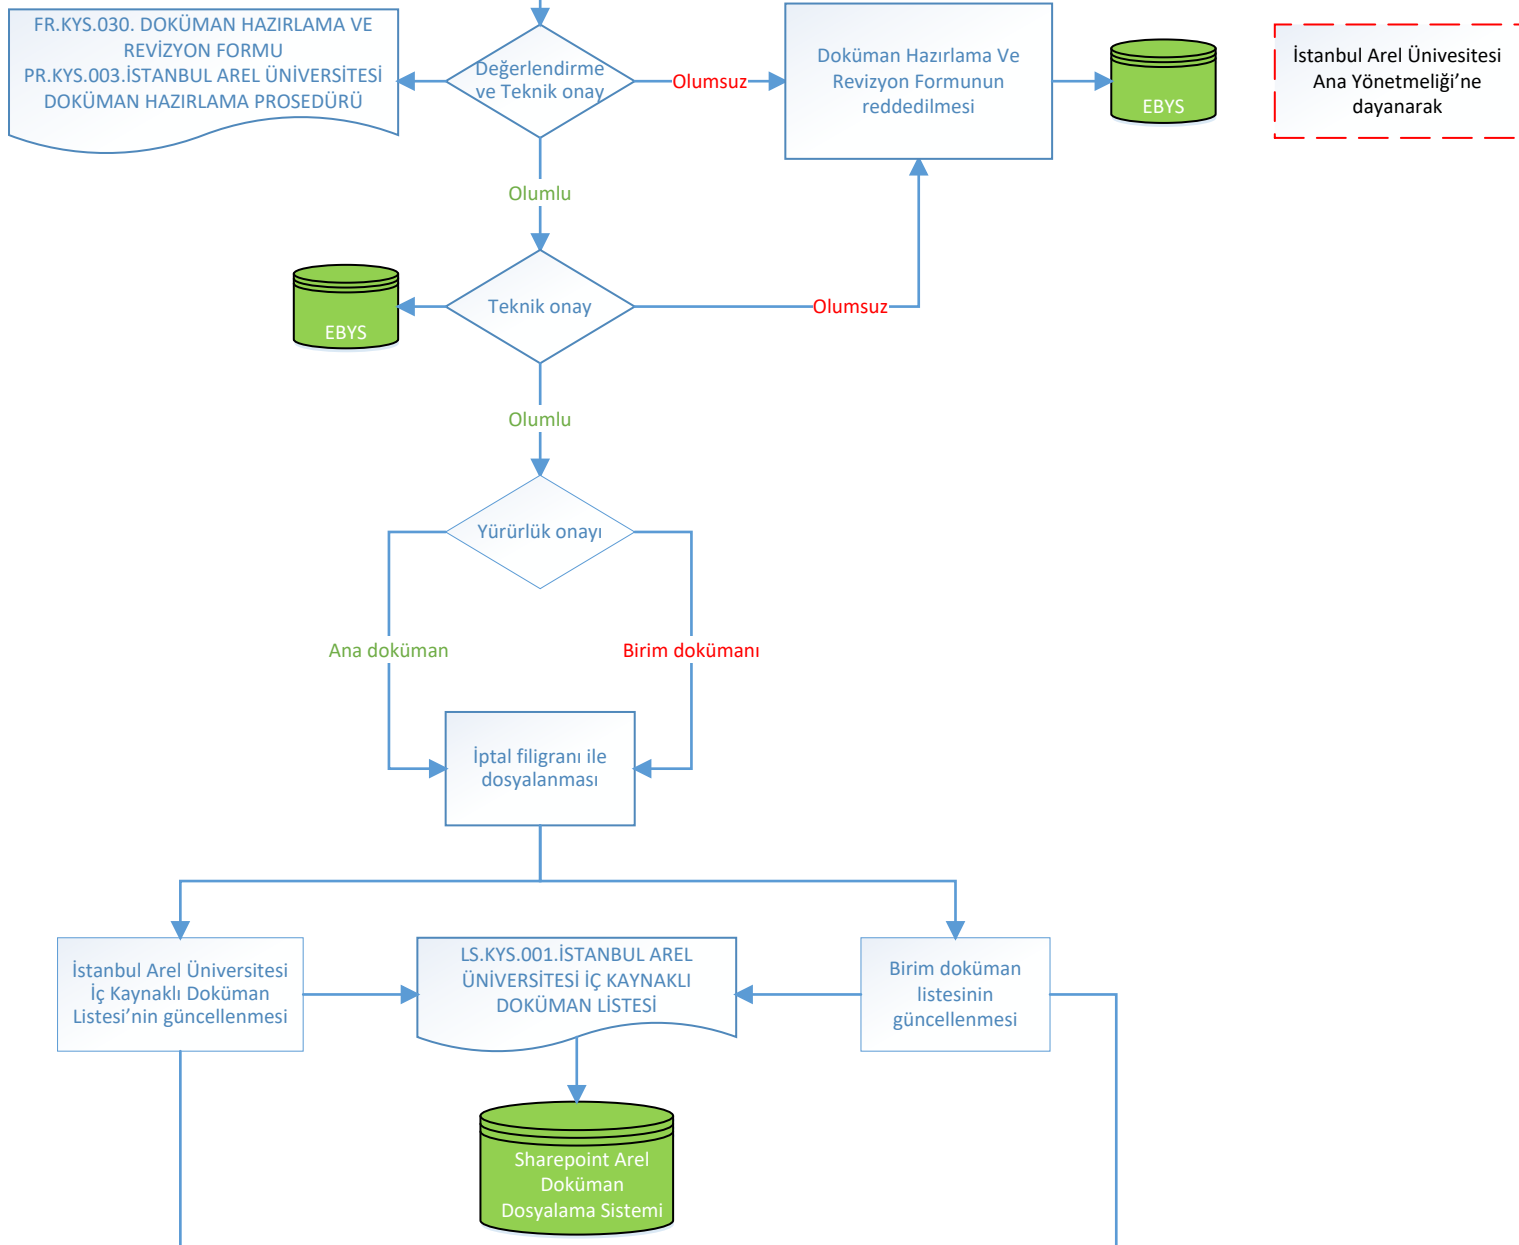 FR.KYS.030. DOKÜMAN HAZIRLAMA VE
REVİZYON FORMU
PR.KYS.003.İSTANBUL AREL ÜNİVERSİTESİ
DOKÜMAN HAZIRLAMA PROSEDÜRÜ
Değerlendirme
ve Teknik onay
Olumsuz
Doküman Hazırlama Ve
Revizyon Formunun
reddedilmesi
EBYS
İstanbul Arel Ünivesitesi
Ana Yönetmeliği’ne
dayanarak
Olumlu
EBYS
Teknik onay
Olumsuz
Olumlu
Yürürlük onayı
Ana doküman
Birim dokümanı
İptal filigranı ile
dosyalanması
İstanbul Arel Üniversitesi
İç Kaynaklı Doküman
Listesi’nin güncellenmesi
LS.KYS.001.İSTANBUL AREL
ÜNİVERSİTESİ İÇ KAYNAKLI
DOKÜMAN LİSTESİ
Birim doküman
listesinin
güncellenmesi
Sharepoint Arel
Doküman
Dosyalama Sistemi